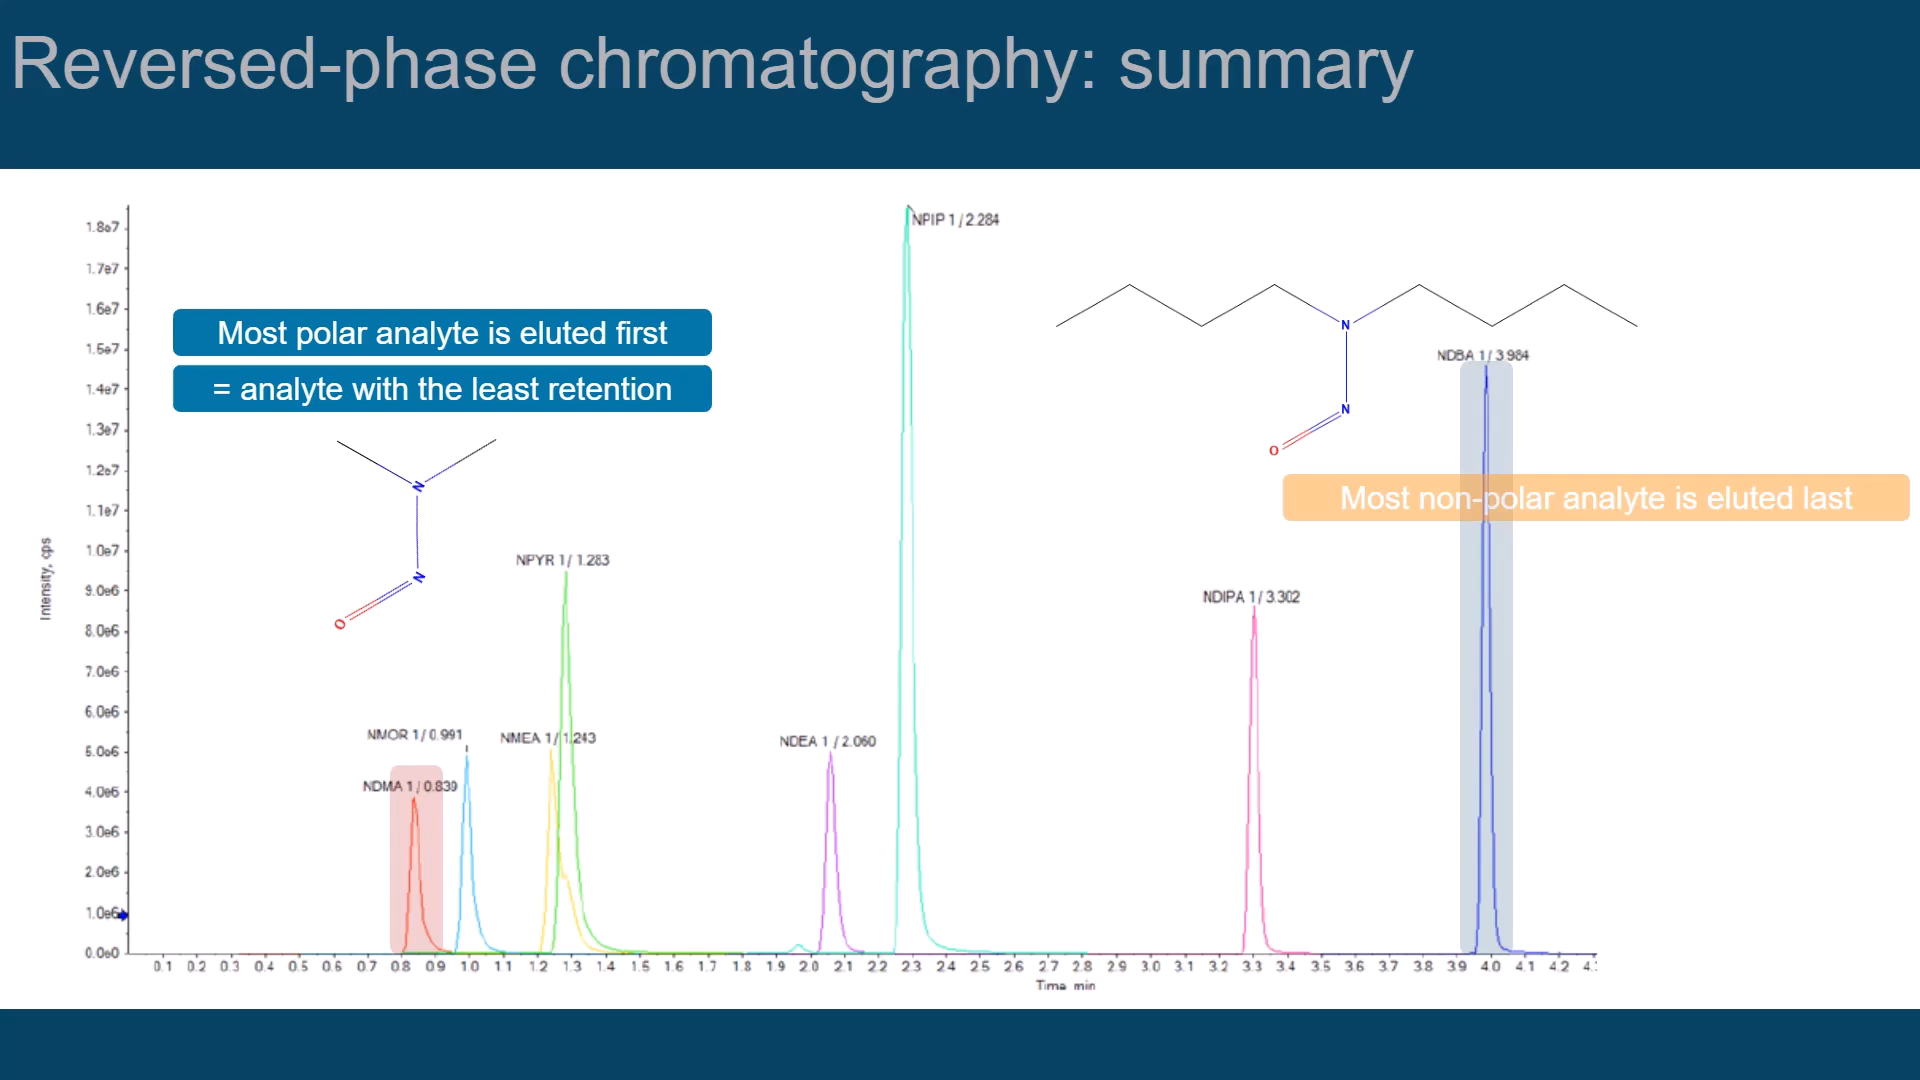 Reversed-phase chromatography: summary
1.8e7
1.7e7
1.6e7
1.5e7
1.4e7
1.3e7
1.2e7
1.1e7
1.0e7
9.0e6
8.0e6
7.0e6
6.0e6
5.0e6
4.0e6
3.0e6
2.0e6
1.0e6
0.0e0
Intensity, cps
Most polar analyte is eluted first
= analyte with the least retention
N
N
O
NPIP 1 / 2.284
N
N
O
NDBA 1 / 3.984
Most non-polar analyte is eluted last
NPYR 1 / 1.283
NDIPA 1 / 3.302
NMOR 1 / 0.991
NMEA 1 / 1.243
NDEA 1 / 2.060
NDMA 1 / 0.839
0.1 0.2 0.3 0.4 0.5 0.6 0.7 0.8 0.9 1.0 1.1 1.2 1.3 1.4 1.5 1.6 1.7 1.8 1.9 2.0 2.1 2.2 2.3 2.4 2.5 2.6 2.7 2.8 2.9 3.0 3.1 3.2 3.3 3.4 3.5 3.6 3.7 3.8 3.9 4.0 4.1 4.2
Time, min